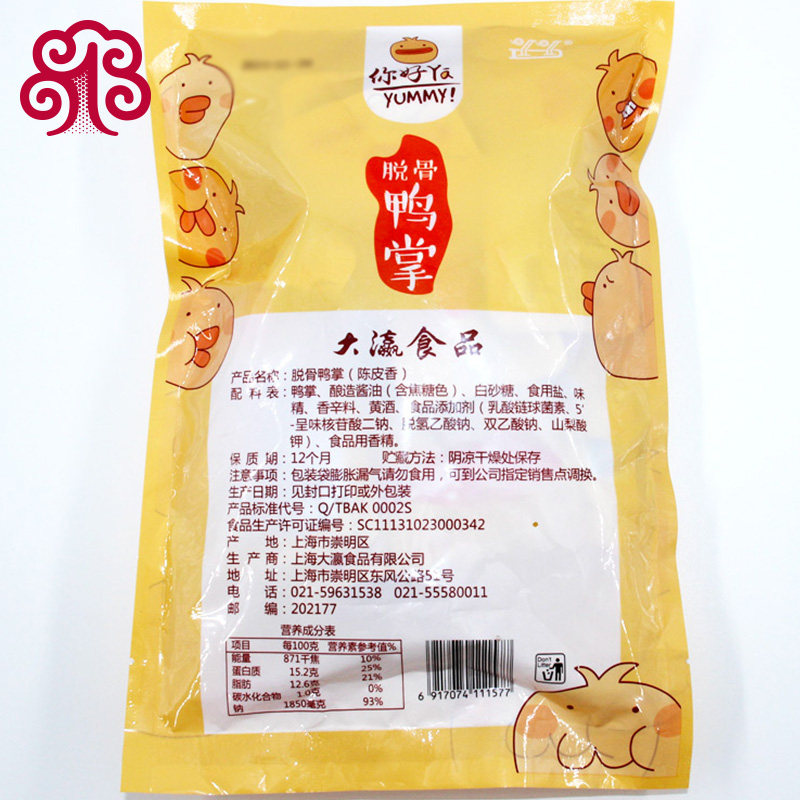 你好Ya
YUMMY!
脱骨
鸭掌
大瀛食品
产品名称：脱骨鸭掌（陈皮香）
配料表：鸭掌、酿造酱油（含焦糖色）、白砂糖、食用盐、味
精、香辛料、黄酒、食品添加剂（乳酸链球菌素、5'
-呈味核苷酸二钠、脱氢乙酸钠、双乙酸钠、山梨酸
钾）、食品用香精。
保质期：12个月 贮藏方法：阴凉干燥处保存
注意事项：包装袋膨胀漏气请勿食用，可到公司指定销售点调换。
生产日期：见封口打印或外包装
产品标准代号：Q/TBAK 0002S
食品生产许可证编号：SC11131023000342
产地：上海市崇明区
生产商：上海大瀛食品有限公司
地址：上海市崇明区东风公路51号
电话：021-59631538 021-55580011
邮编：202177
营养成分表
项目 每100克 营养素参考值%
能量 871千焦 10%
蛋白质 15.2克 25%
脂肪 12.6克 21%
碳水化合物 1.0克 0%
钠 1850毫克 93%
6 917074 111577
Don't
Litter